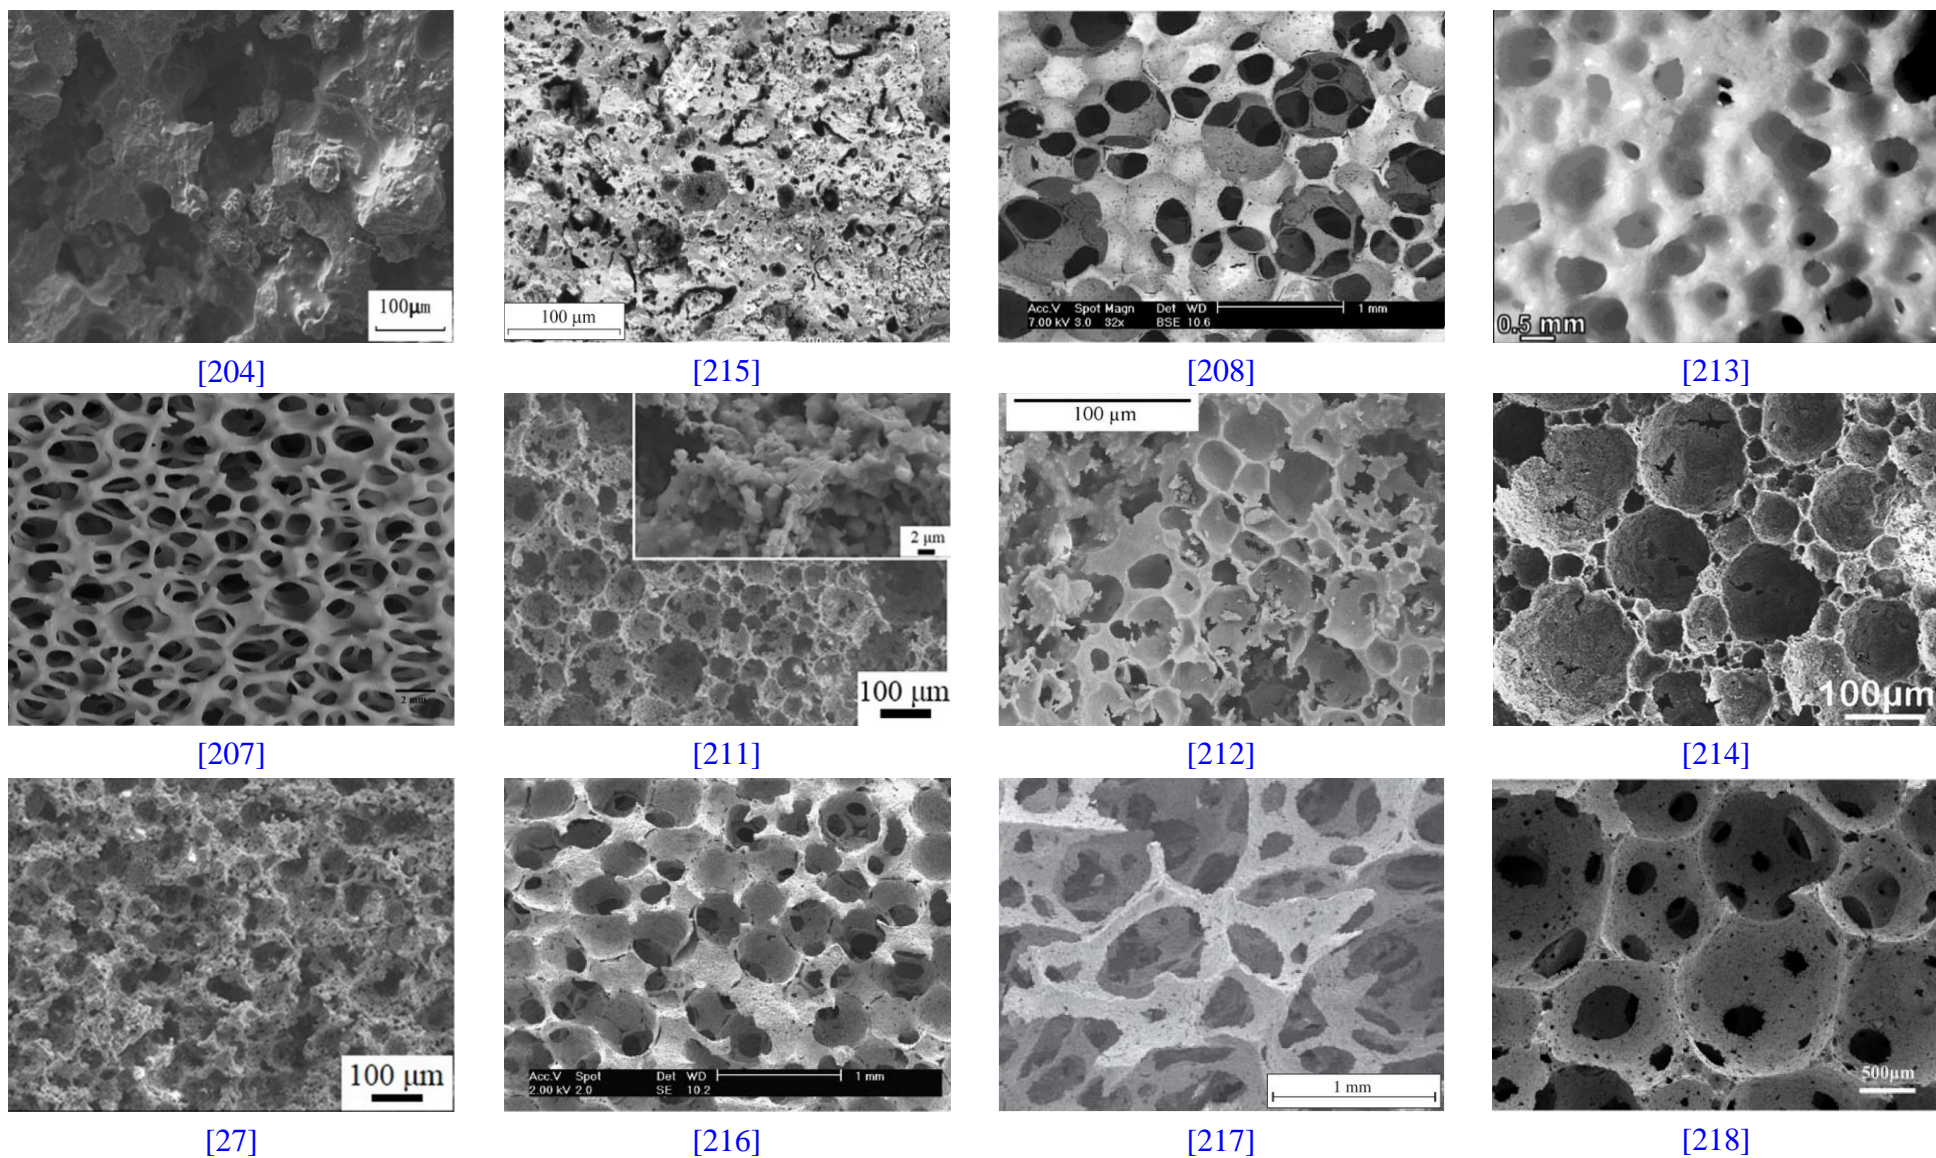 100μm
100 μm
Acc.V Spot Magn Det WD 1 mm
7.00 kV 3.0 32x BSE 10.6
0.5 mm
[204]
[215]
[208]
[213]
2 mm
2 μm
100 μm
100 μm
100μm
[207]
[211]
[212]
[214]
100 μm
Acc.V Spot Det WD 1 mm
2.00 kV 2.0 SE 10.2
1 mm
500μm
[27]
[216]
[217]
[218]